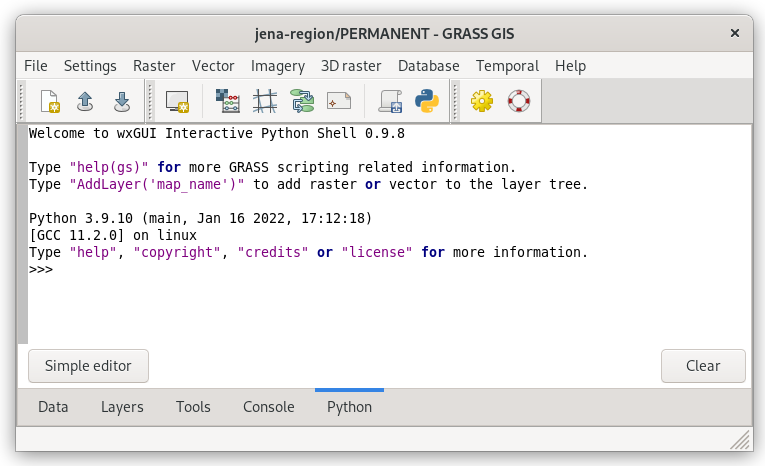 jena-region/PERMANENT - GRASS GIS
File Settings Raster Vector Imagery 3D raster Database Temporal Help
Welcome to wxGUI Interactive Python Shell 0.9.8
Type "help(gs)" for more GRASS scripting related information.
Type "AddLayer('map_name')" to add raster or vector to the layer tree.
Python 3.9.10 (main, Jan 16 2022, 17:12:18)
[GCC 11.2.0] on linux
Type "help", "copyright", "credits" or "license" for more information.
>>>
Simple editor Clear
Data Layers Tools Console Python